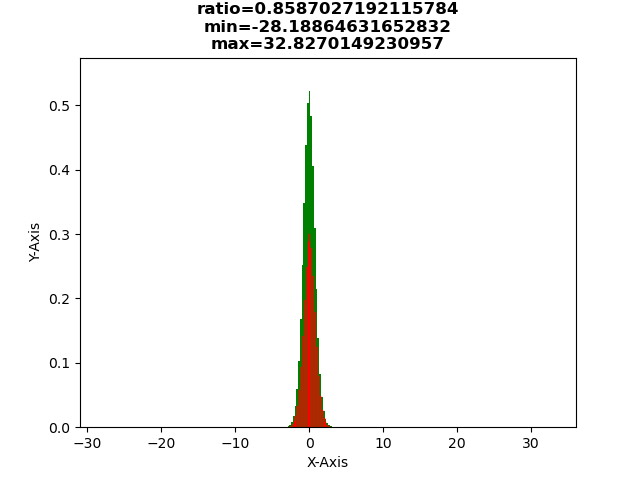 ratio=0.8587027192115784
min=-28.18864631652832
max=32.8270149230957
0.5
0.4
0.3
0.2
0.1
0.0
Y-Axis
−30 −20 −10 0 10 20 30
X-Axis